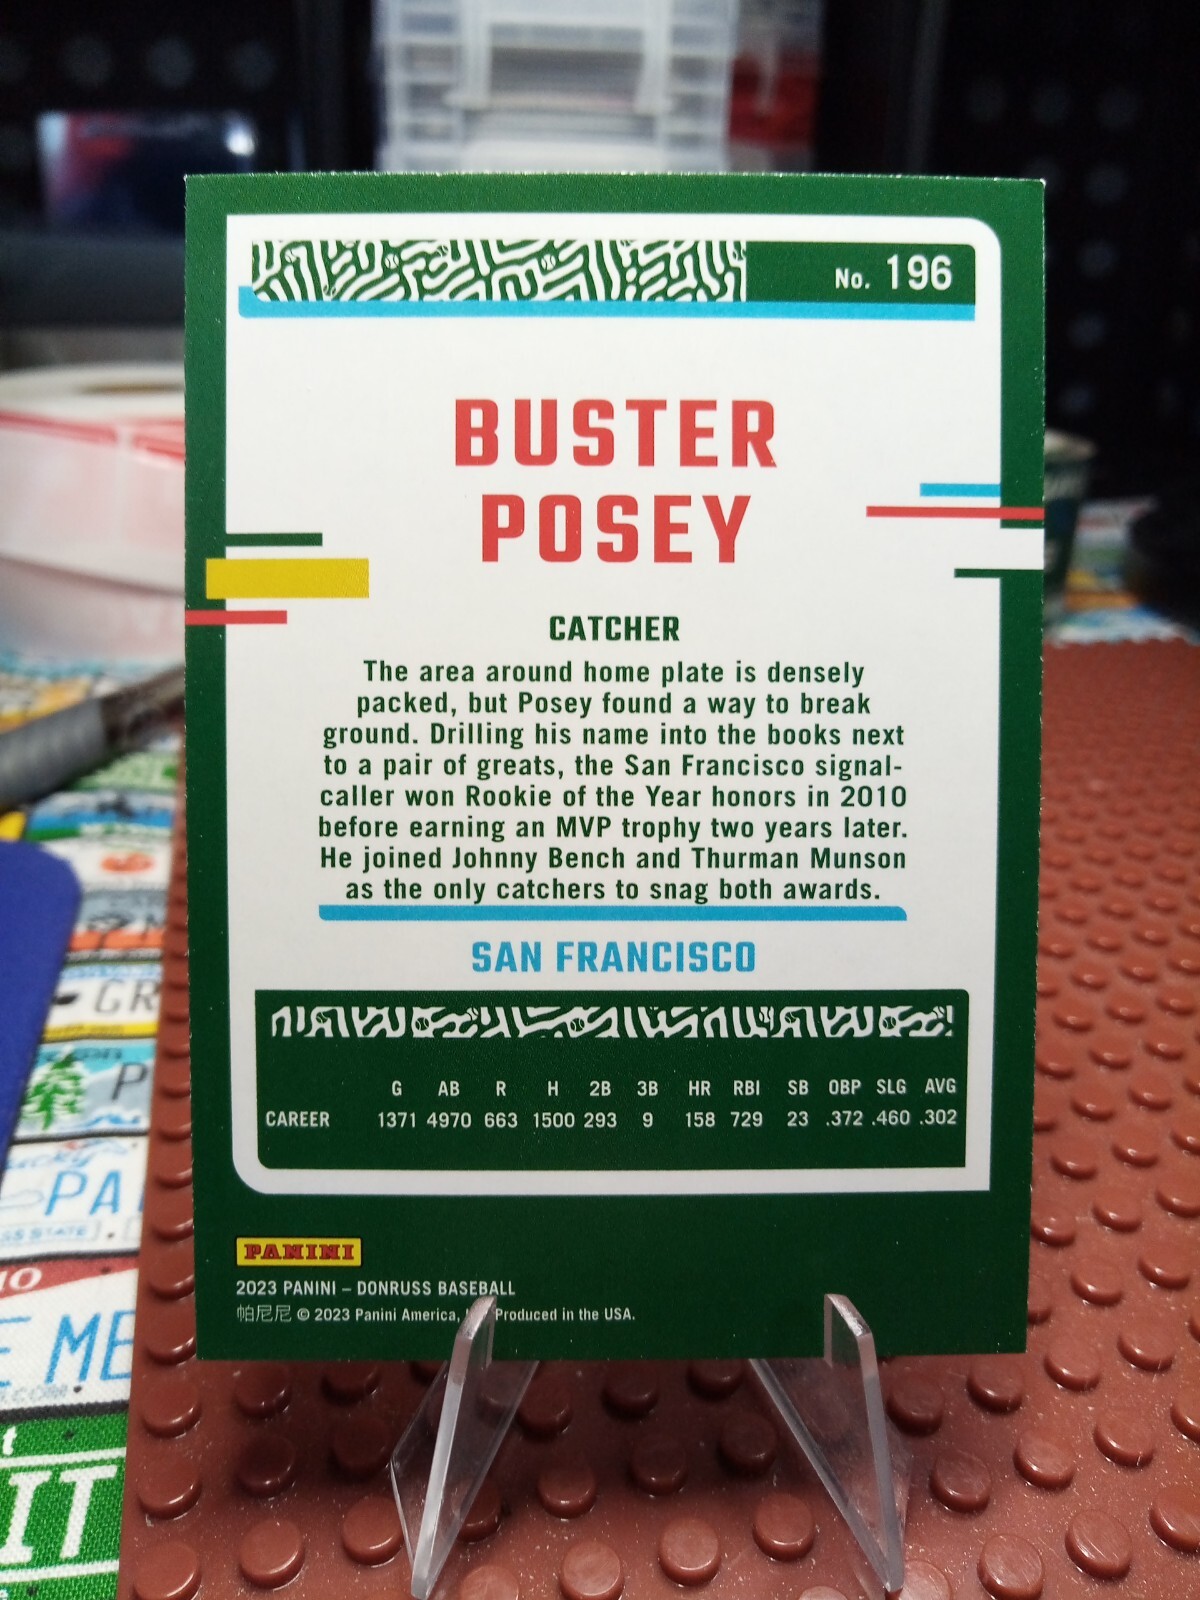 No. 196
BUSTER
POSEY
CATCHER
The area around home plate is densely
packed, but Posey found a way to break
ground. Drilling his name into the books next
to a pair of greats, the San Francisco signal-
caller won Rookie of the Year honors in 2010
before earning an MVP trophy two years later.
He joined Johnny Bench and Thurman Munson
as the only catchers to snag both awards.
SAN FRANCISCO
G AB R H 2B 3B HR RBI SB OBP SLG AVG
CAREER 1371 4970 663 1500 293 9 158 729 23 .372 .460 .302
PANINI
2023 PANINI – DONRUSS BASEBALL
帕尼尼 © 2023 Panini America, Produced in the USA.
GR
P
PA
ME
IT